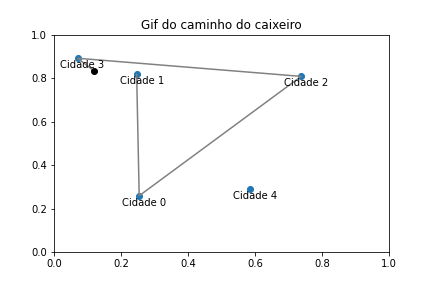 Gif do caminho do caixeiro
1.0
0.8
0.6
0.4
0.2
0.0
Cidade 3
Cidade 1
Cidade 2
Cidade 0
Cidade 4
0.0 0.2 0.4 0.6 0.8 1.0